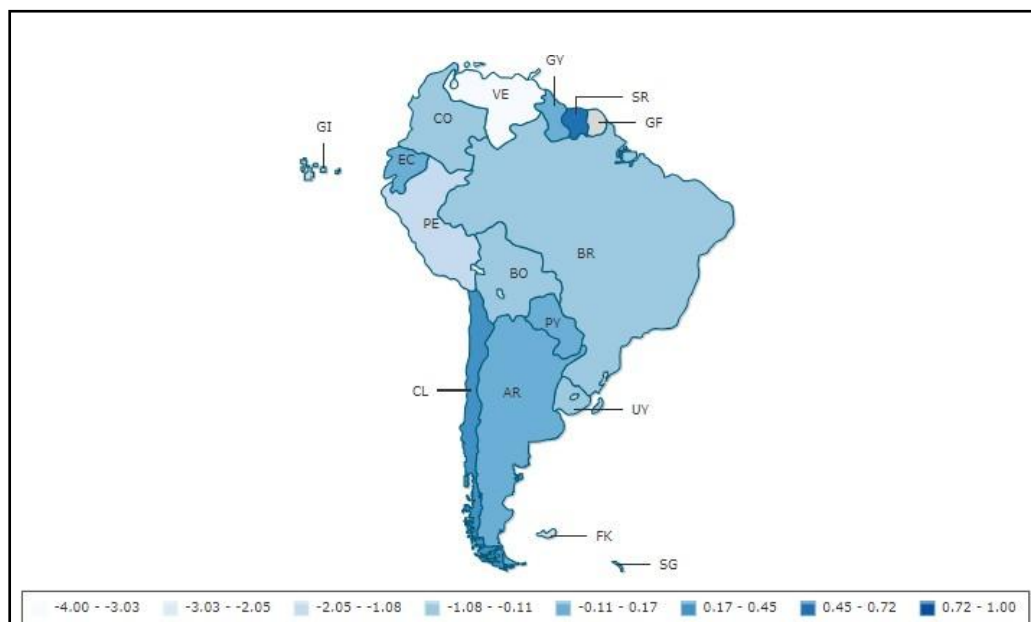 GY
VE
SR
CO
GF
GI
EC
PE
BR
BO
PY
CL
AR
UY
FK
SG
-4.00 - -3.03 -3.03 - -2.05 -2.05 - -1.08 -1.08 - -0.11 -0.11 - 0.17 0.17 - 0.45 0.45 - 0.72 0.72 - 1.00